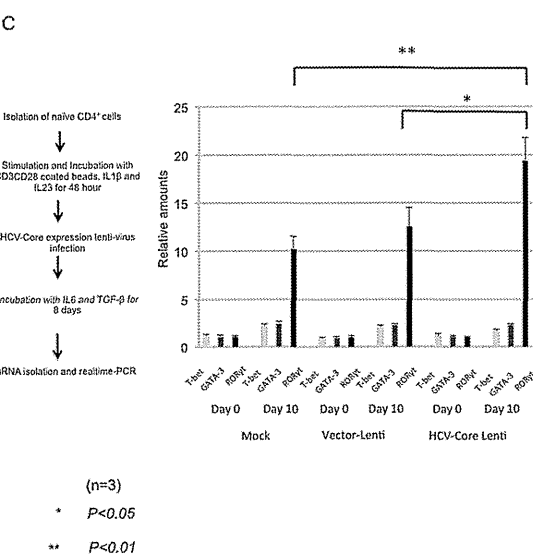 C
Isolation of naïve CD4⁺ cells
Stimulation and Incubation with
CD3CD28 coated beads, IL1β and
IL23 for 48 hour
HCV-Core expression lenti-virus
infection
ncubation with IL6 and TGF-β for
8 days
RNA isolation and realtime-PCR
**
*
Relative amounts
25
20
15
10
5
0
T-bet GATA-3 RORγt T-bet GATA-3 RORγt T-bet GATA-3 RORγt T-bet GATA-3 RORγt T-bet GATA-3 RORγt T-bet GATA-3 RORγt
Day 0 Day 10 Day 0 Day 10 Day 0 Day 10
Mock Vector-Lenti HCV-Core Lenti
(n=3)
* P<0.05
** P<0.01